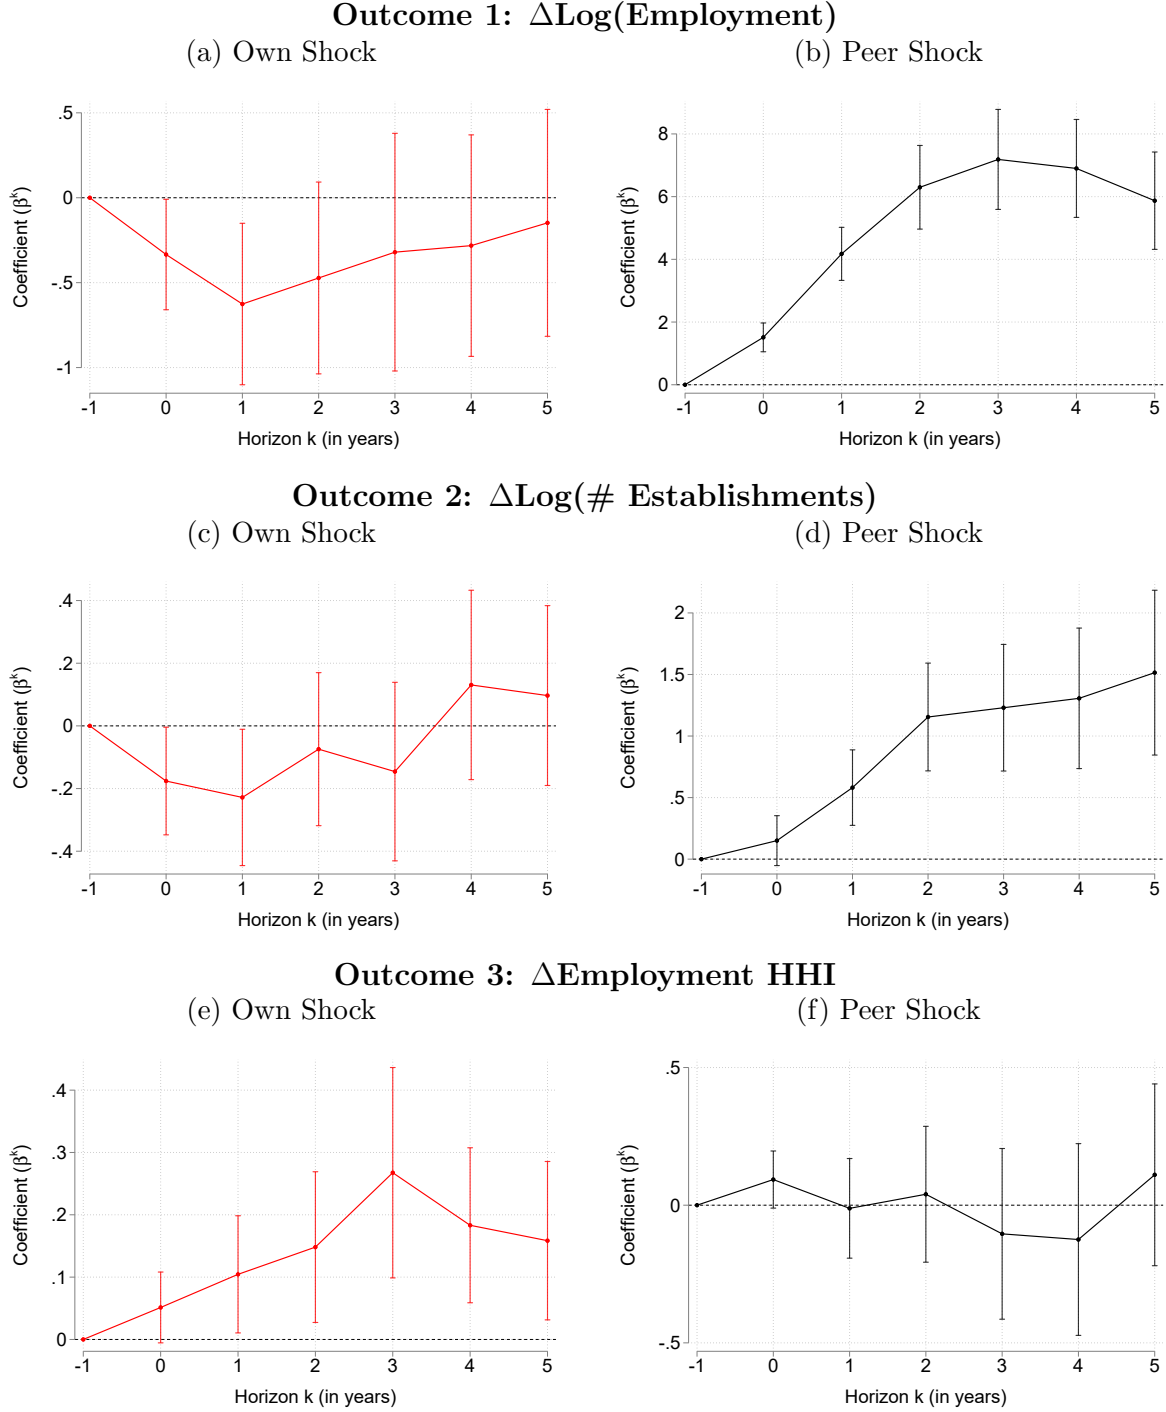 Outcome 1: ΔLog(Employment)
(a) Own Shock
(b) Peer Shock
Coefficient (β^k)
.5
0
-.5
-1
-1 0 1 2 3 4 5
Horizon k (in years)
Coefficient (β^k)
8
6
4
2
0
-1 0 1 2 3 4 5
Horizon k (in years)
Outcome 2: ΔLog(# Establishments)
(c) Own Shock
(d) Peer Shock
Coefficient (β^k)
.4
.2
0
-.2
-.4
-1 0 1 2 3 4 5
Horizon k (in years)
Coefficient (β^k)
2
1.5
1
.5
0
-1 0 1 2 3 4 5
Horizon k (in years)
Outcome 3: ΔEmployment HHI
(e) Own Shock
(f) Peer Shock
Coefficient (β^k)
.4
.3
.2
.1
0
-1 0 1 2 3 4 5
Horizon k (in years)
Coefficient (β^k)
.5
0
-.5
-1 0 1 2 3 4 5
Horizon k (in years)